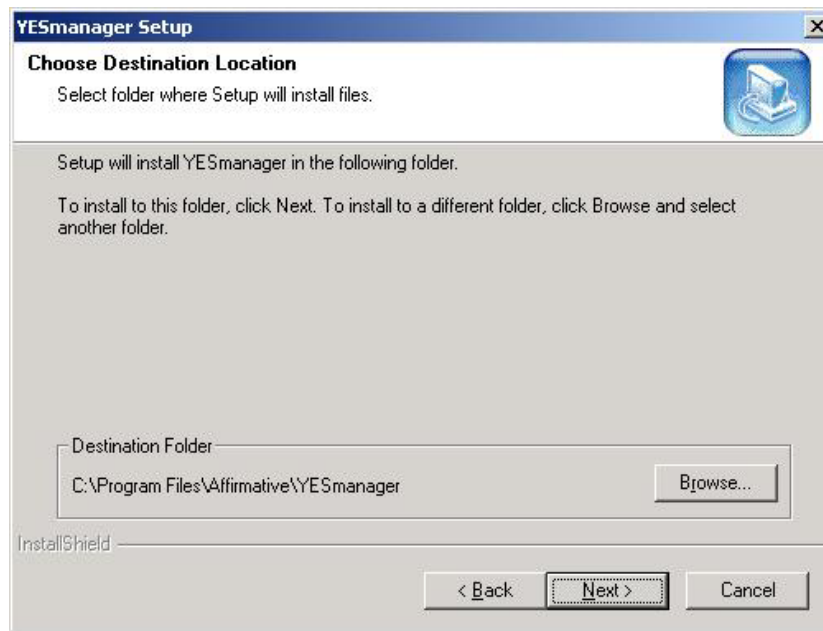 YESmanager Setup
Choose Destination Location
Select folder where Setup will install files.
Setup will install YESmanager in the following folder.
To install to this folder, click Next. To install to a different folder, click Browse and select
another folder.
Destination Folder
C:\Program Files\Affirmative\YESmanager
Browse...
InstallShield
< Back
Next >
Cancel